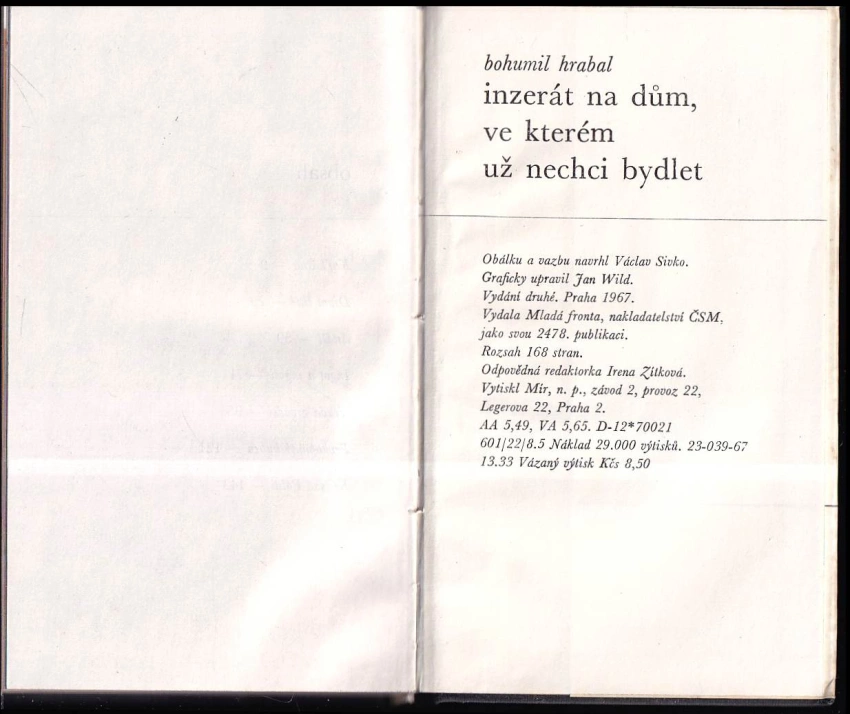 bohumil hrabal
inzerát na dům,
ve kterém
už nechci bydlet
Obálku a vazbu navrhl Václav Sivko.
Graficky upravil Jan Wild.
Vydání druhé. Praha 1967.
Vydala Mladá fronta, nakladatelství ČSM,
jako svou 2478. publikaci.
Rozsah 168 stran.
Odpovědná redaktorka Irena Zítková.
Vytiskl Mír, n. p., závod 2, provoz 22,
Legerova 22, Praha 2.
AA 5,49, VA 5,65. D-12*70021
601/22/8.5 Náklad 29.000 výtisků. 23-039-67
13.33 Vázaný výtisk Kčs 8,50